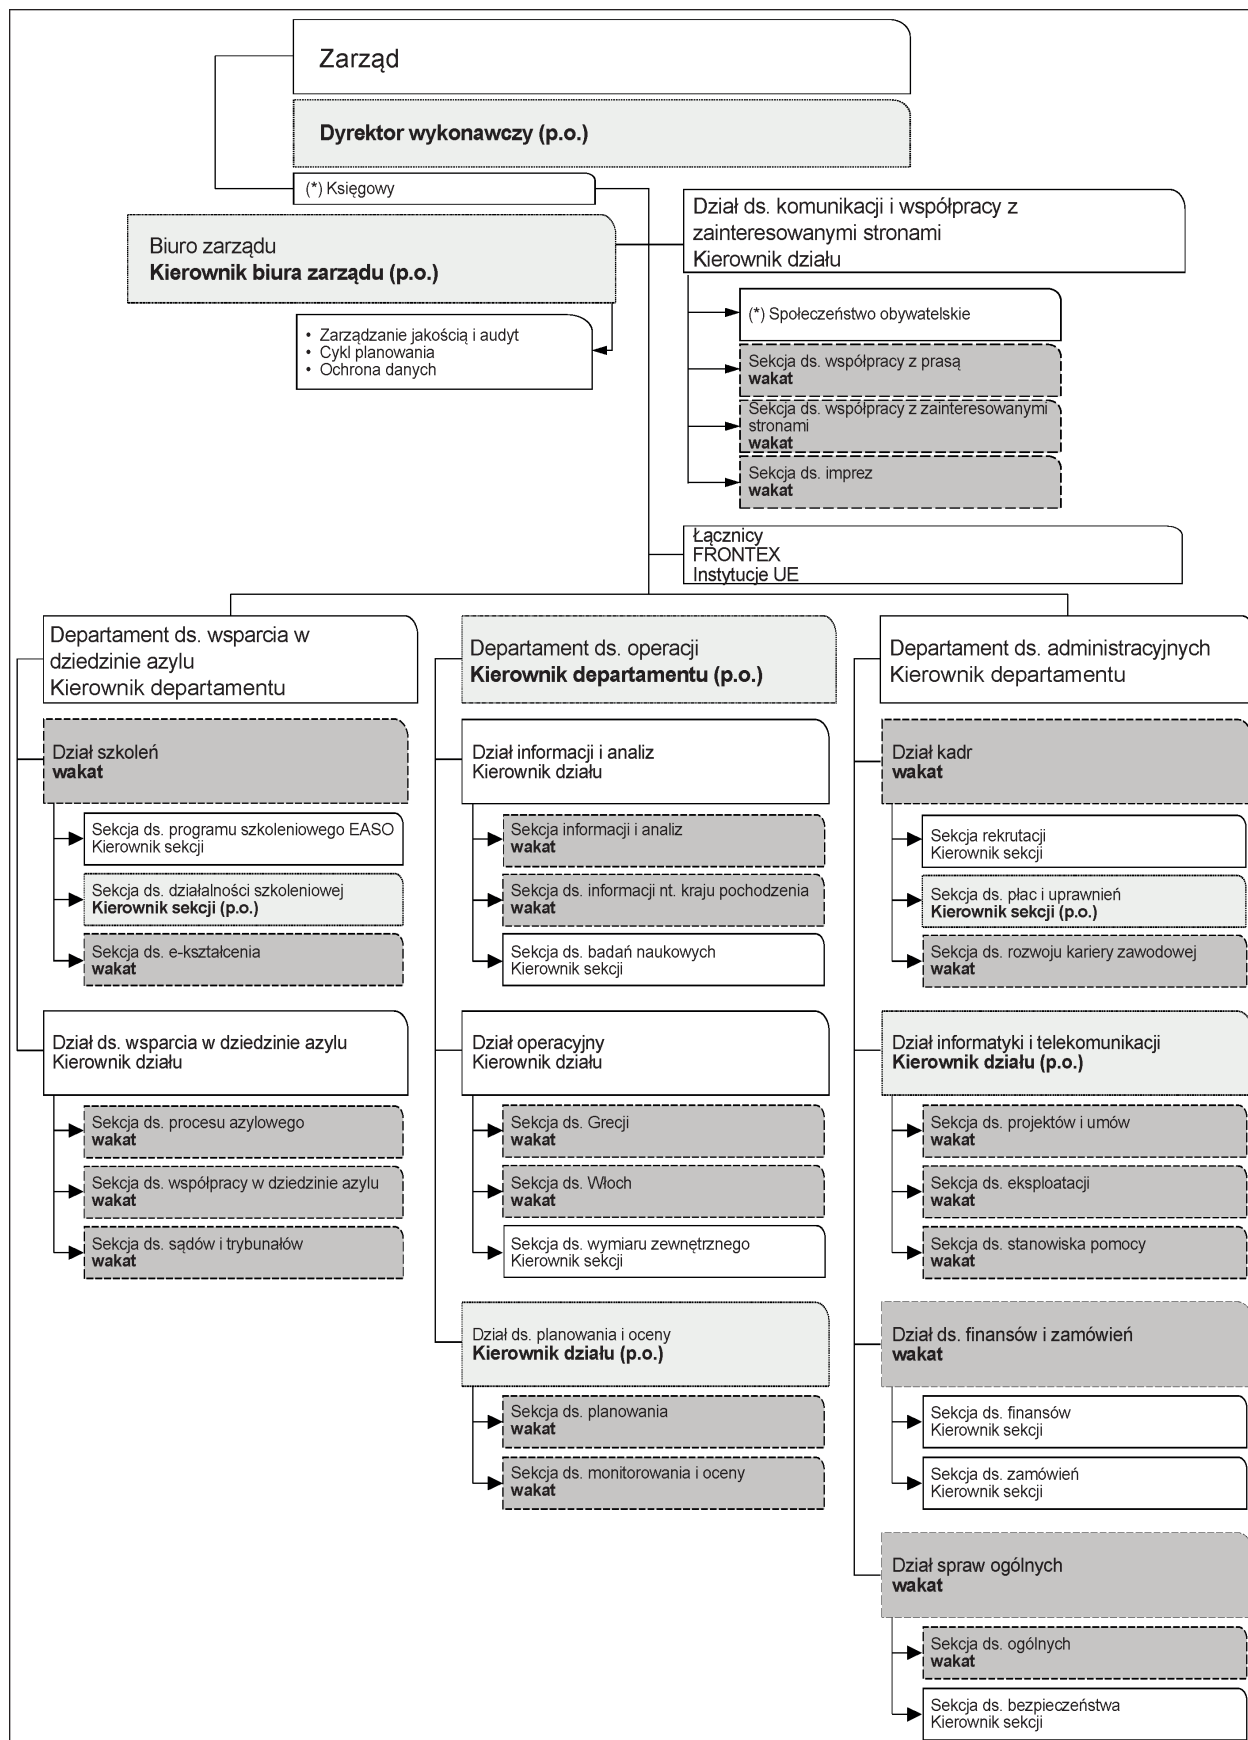 Zarząd
Dyrektor wykonawczy (p.o.)
(*) Księgowy
Biuro zarządu
Kierownik biura zarządu (p.o.)
• Zarządzanie jakością i audyt
• Cykl planowania
• Ochrona danych
Dział ds. komunikacji i współpracy z
zainteresowanymi stronami
Kierownik działu
(*) Społeczeństwo obywatelskie
Sekcja ds. współpracy z prasą
wakat
Sekcja ds. współpracy z zainteresowanymi
stronami
wakat
Sekcja ds. imprez
wakat
Łącznicy
FRONTEX
Instytucje UE
Departament ds. wsparcia w
dziedzinie azylu
Kierownik departamentu
Dział szkoleń
wakat
Sekcja ds. programu szkoleniowego EASO
Kierownik sekcji
Sekcja ds. działalności szkoleniowej
Kierownik sekcji (p.o.)
Sekcja ds. e-kształcenia
wakat
Dział ds. wsparcia w dziedzinie azylu
Kierownik działu
Sekcja ds. procesu azylowego
wakat
Sekcja ds. współpracy w dziedzinie azylu
wakat
Sekcja ds. sądów i trybunałów
wakat
Departament ds. operacji
Kierownik departamentu (p.o.)
Dział informacji i analiz
Kierownik działu
Sekcja informacji i analiz
wakat
Sekcja ds. informacji nt. kraju pochodzenia
wakat
Sekcja ds. badań naukowych
Kierownik sekcji
Dział operacyjny
Kierownik działu
Sekcja ds. Grecji
wakat
Sekcja ds. Włoch
wakat
Sekcja ds. wymiaru zewnętrznego
Kierownik sekcji
Dział ds. planowania i oceny
Kierownik działu (p.o.)
Sekcja ds. planowania
wakat
Sekcja ds. monitorowania i oceny
wakat
Departament ds. administracyjnych
Kierownik departamentu
Dział kadr
wakat
Sekcja rekrutacji
Kierownik sekcji
Sekcja ds. płac i uprawnień
Kierownik sekcji (p.o.)
Sekcja ds. rozwoju kariery zawodowej
wakat
Dział informatyki i telekomunikacji
Kierownik działu (p.o.)
Sekcja ds. projektów i umów
wakat
Sekcja ds. eksploatacji
wakat
Sekcja ds. stanowiska pomocy
wakat
Dział ds. finansów i zamówień
wakat
Sekcja ds. finansów
Kierownik sekcji
Sekcja ds. zamówień
Kierownik sekcji
Dział spraw ogólnych
wakat
Sekcja ds. ogólnych
wakat
Sekcja ds. bezpieczeństwa
Kierownik sekcji